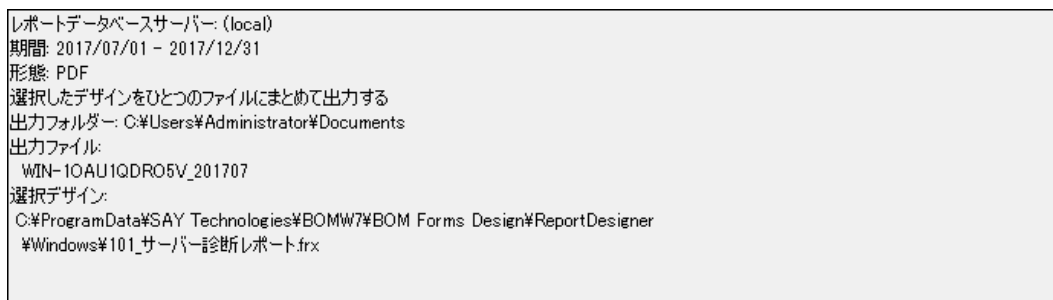 レポートデータベースサーバー: (local)
期間: 2017/07/01 - 2017/12/31
形態: PDF
選択したデザインをひとつのファイルにまとめて出力する
出力フォルダー: C:¥Users¥Administrator¥Documents
出力ファイル:
WIN-1OAU1QDRO5V_201707
選択デザイン:
C:¥ProgramData¥SAY Technologies¥BOMW7¥BOM Forms Design¥ReportDesigner
¥Windows¥101_サーバー診断レポート.frx